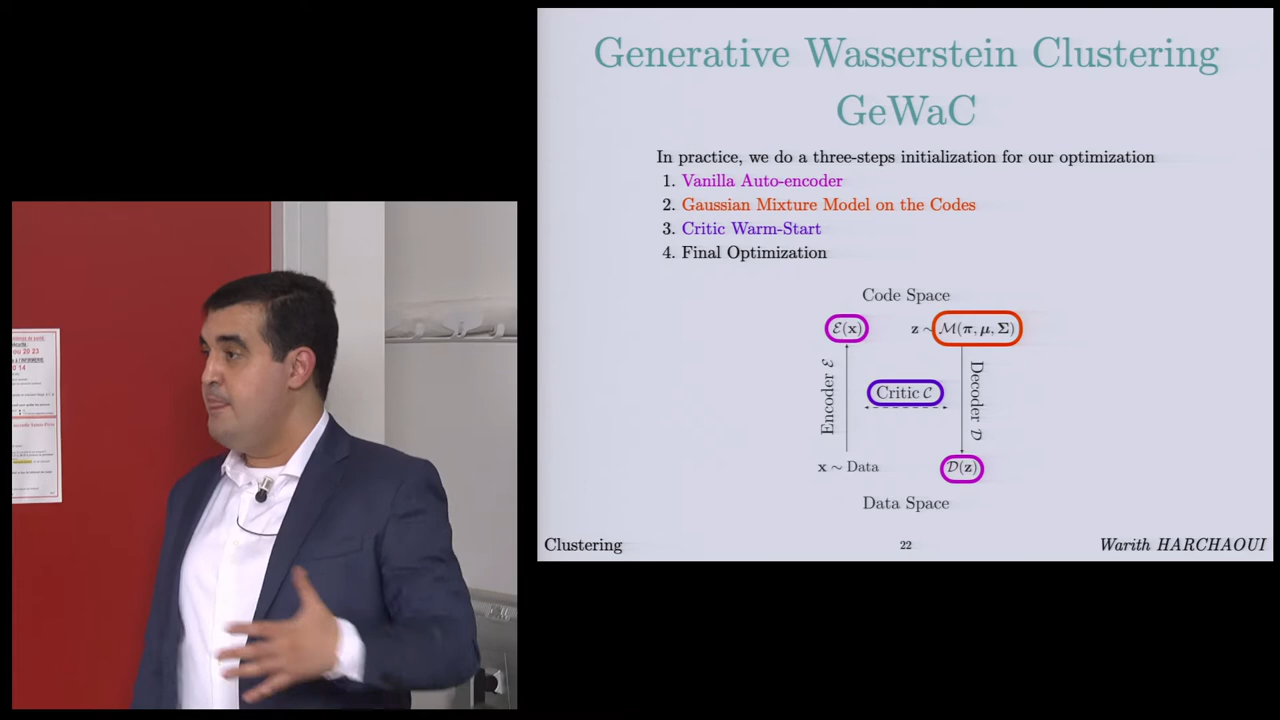 Generative Wasserstein Clustering
GeWaC
In practice, we do a three-steps initialization for our optimization
1. Vanilla Auto-encoder
2. Gaussian Mixture Model on the Codes
3. Critic Warm-Start
4. Final Optimization
Code Space
ℰ(x)
z ~ ℳ(π, μ, Σ)
Encoder ℰ
Critic 𝒞
Decoder 𝒟
x ~ Data
𝒟(z)
Data Space
Clustering
22
Warith HARCHAOUI